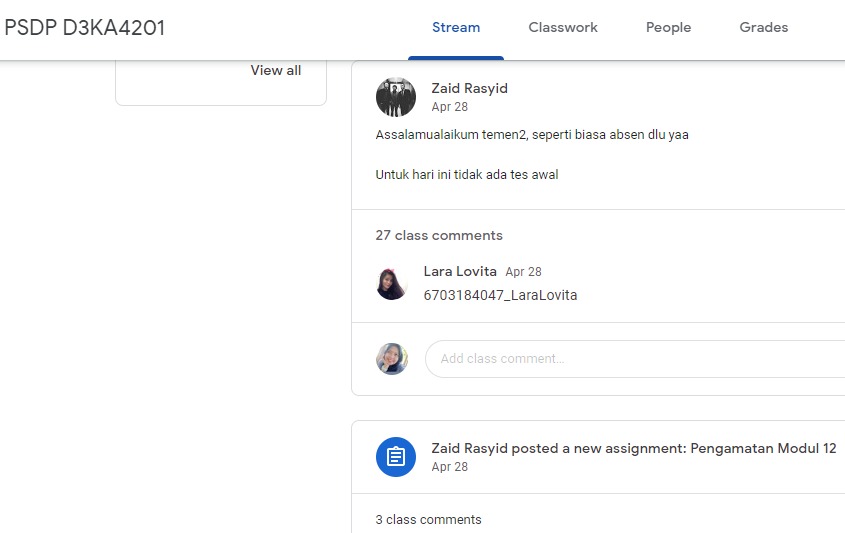 PSDP D3KA4201
Stream
Classwork
People
Grades
View all
Zaid Rasyid
Apr 28
Assalamualaikum temen2, seperti biasa absen dlu yaa
Untuk hari ini tidak ada tes awal
27 class comments
Lara Lovita Apr 28
6703184047_LaraLovita
Add class comment...
Zaid Rasyid posted a new assignment: Pengamatan Modul 12
Apr 28
3 class comments